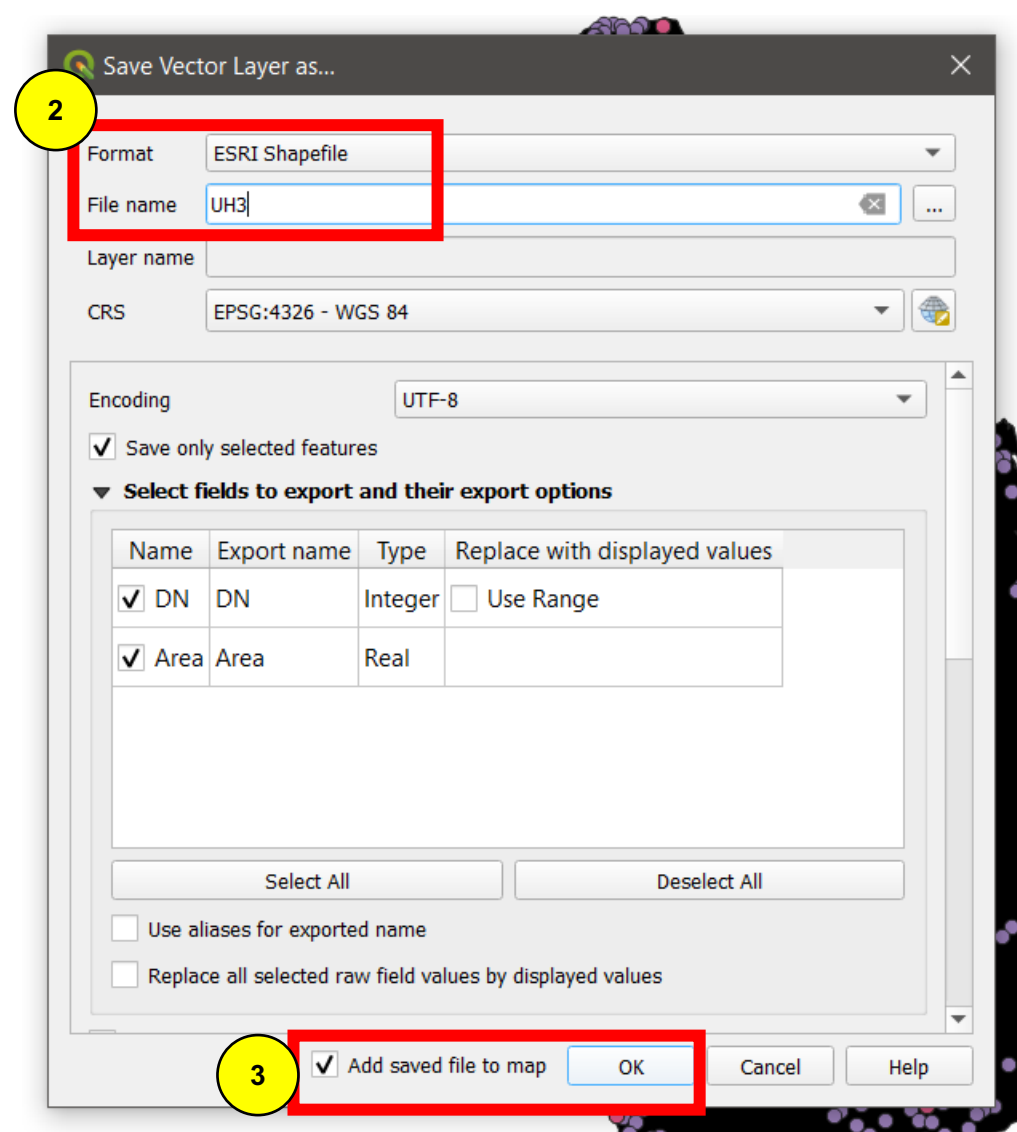 Save Vector Layer as...
2
Format ESRI Shapefile
File name UH3 ...
Layer name
CRS EPSG:4326 - WGS 84
Encoding UTF-8
Save only selected features
Select fields to export and their export options
Name Export name Type Replace with displayed values
DN DN Integer Use Range
Area Area Real
Select All Deselect All
Use aliases for exported name
Replace all selected raw field values by displayed values
3 Add saved file to map OK Cancel Help